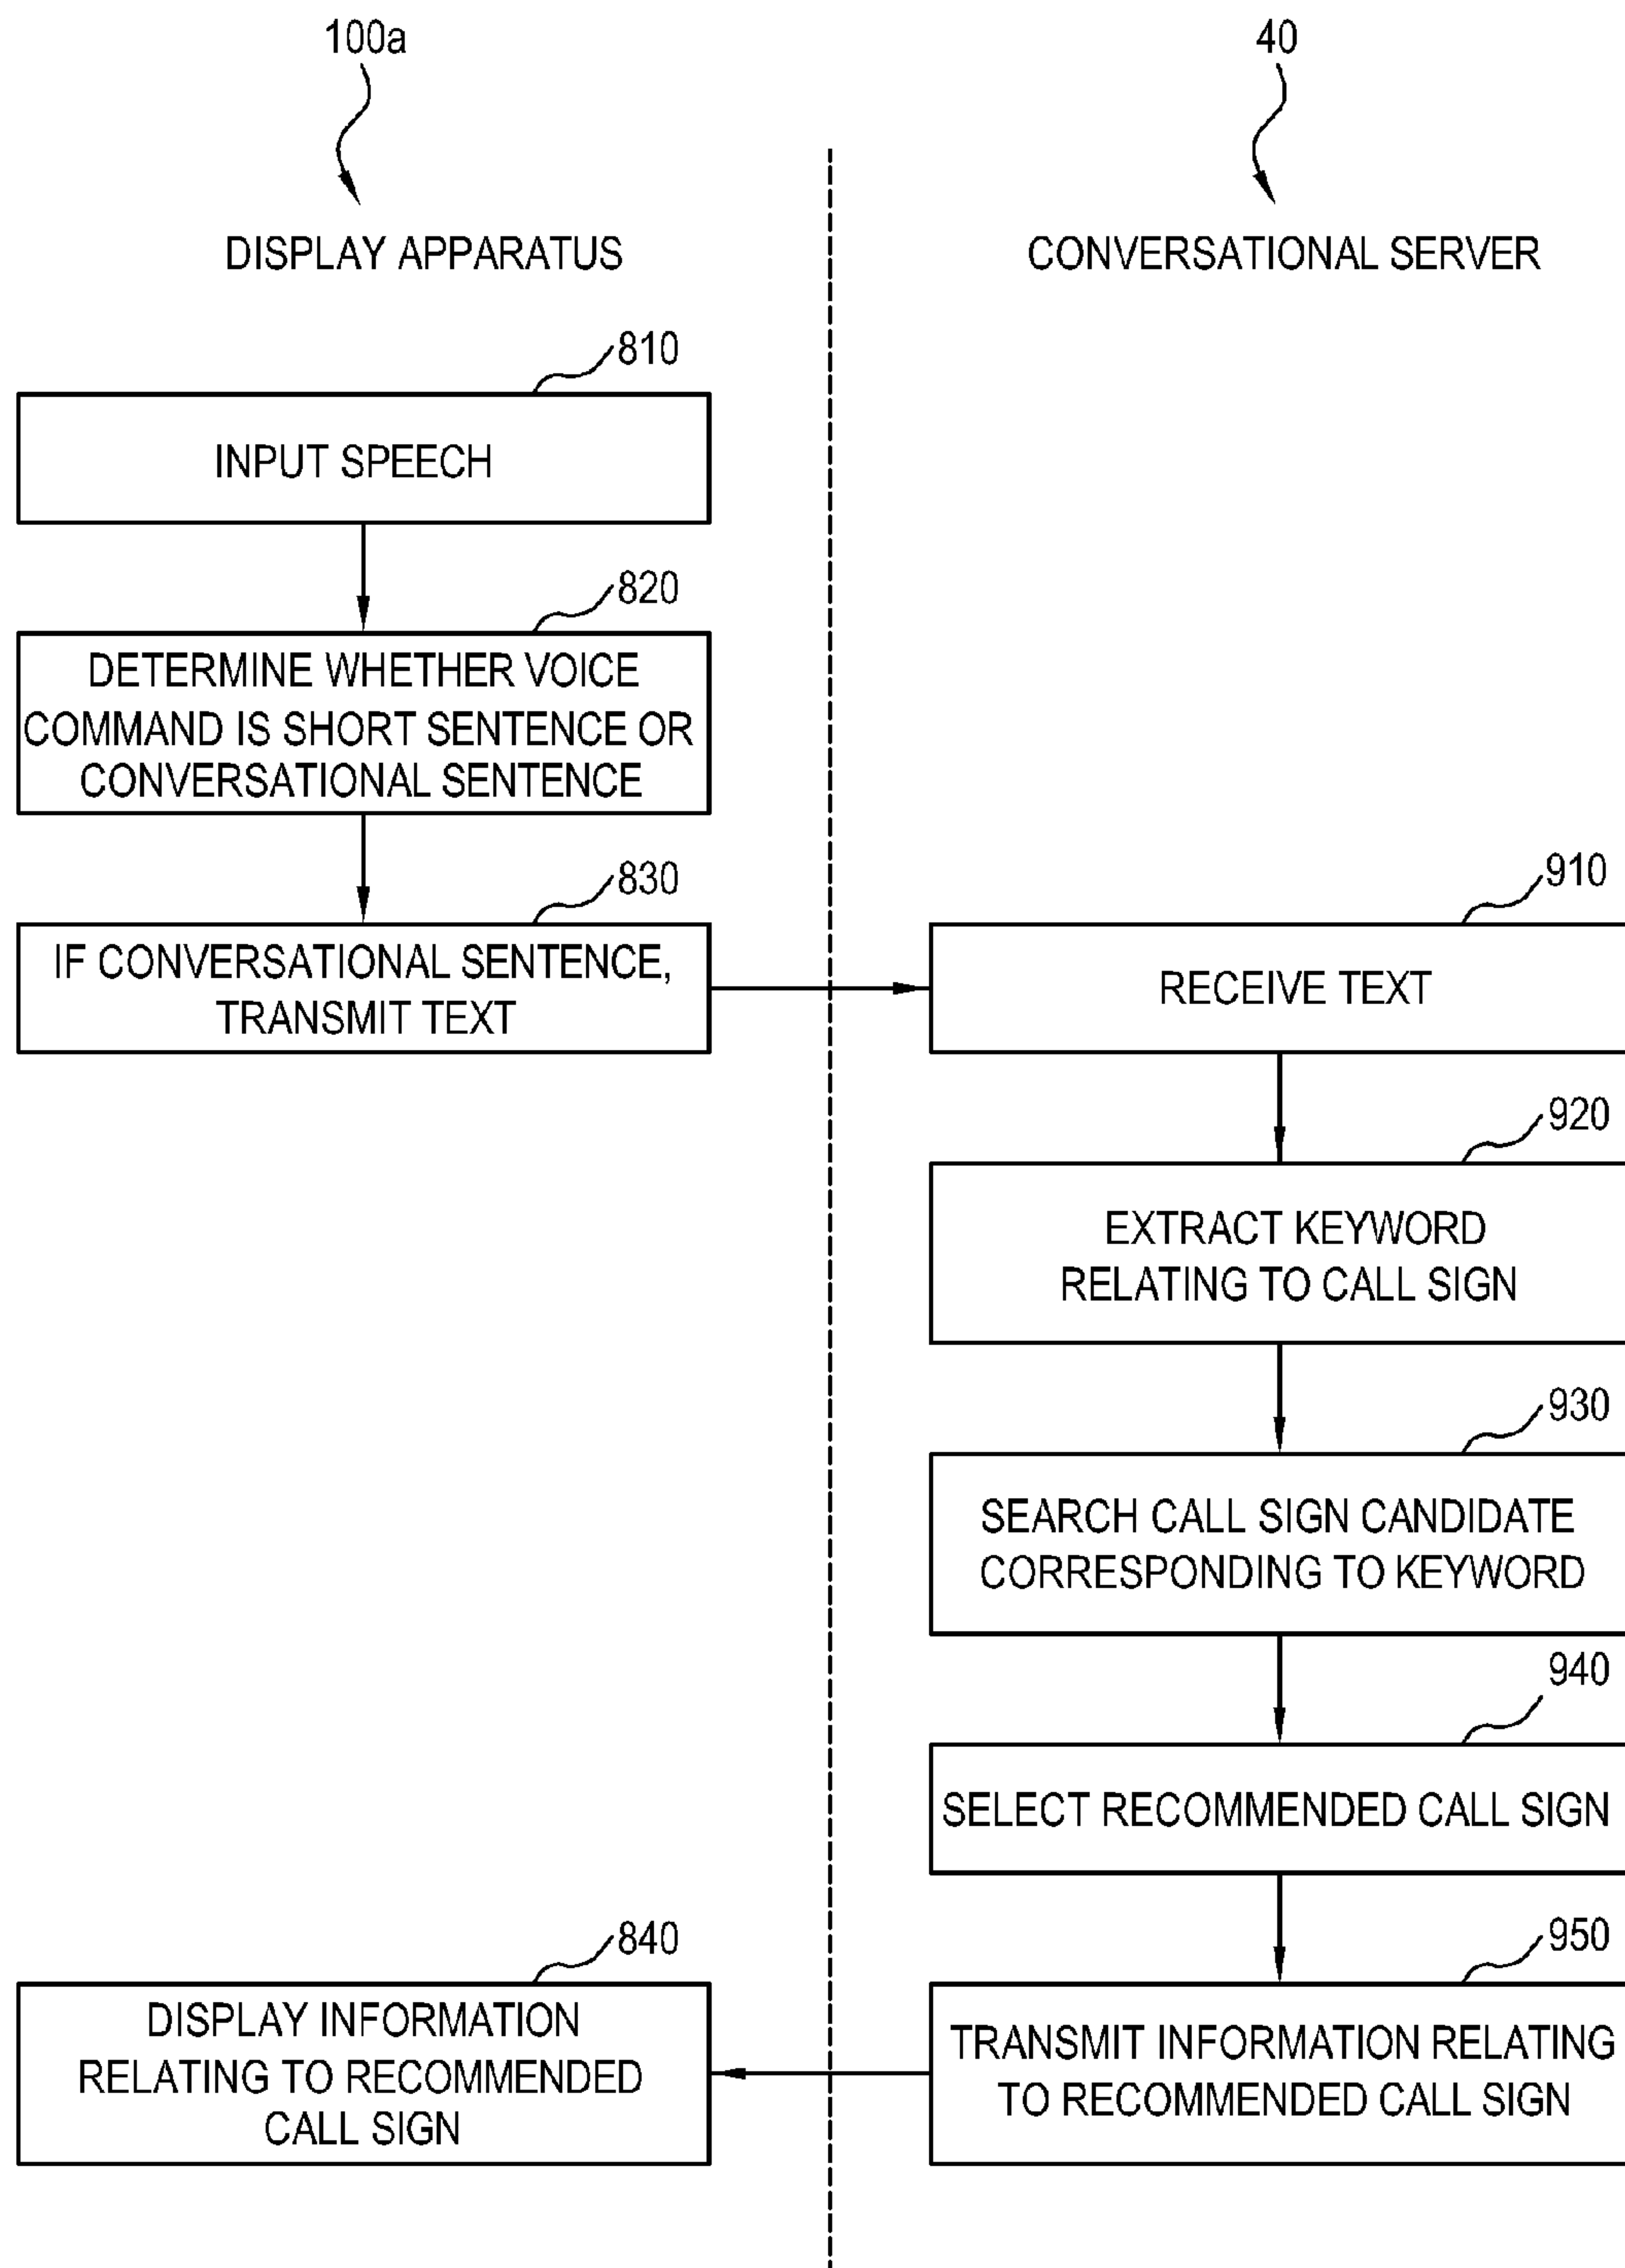 100a
40
DISPLAY APPARATUS
CONVERSATIONAL SERVER
810
INPUT SPEECH
820
DETERMINE WHETHER VOICE
COMMAND IS SHORT SENTENCE OR
CONVERSATIONAL SENTENCE
830
IF CONVERSATIONAL SENTENCE,
TRANSMIT TEXT
910
RECEIVE TEXT
920
EXTRACT KEYWORD
RELATING TO CALL SIGN
930
SEARCH CALL SIGN CANDIDATE
CORRESPONDING TO KEYWORD
940
SELECT RECOMMENDED CALL SIGN
950
TRANSMIT INFORMATION RELATING
TO RECOMMENDED CALL SIGN
840
DISPLAY INFORMATION
RELATING TO RECOMMENDED
CALL SIGN